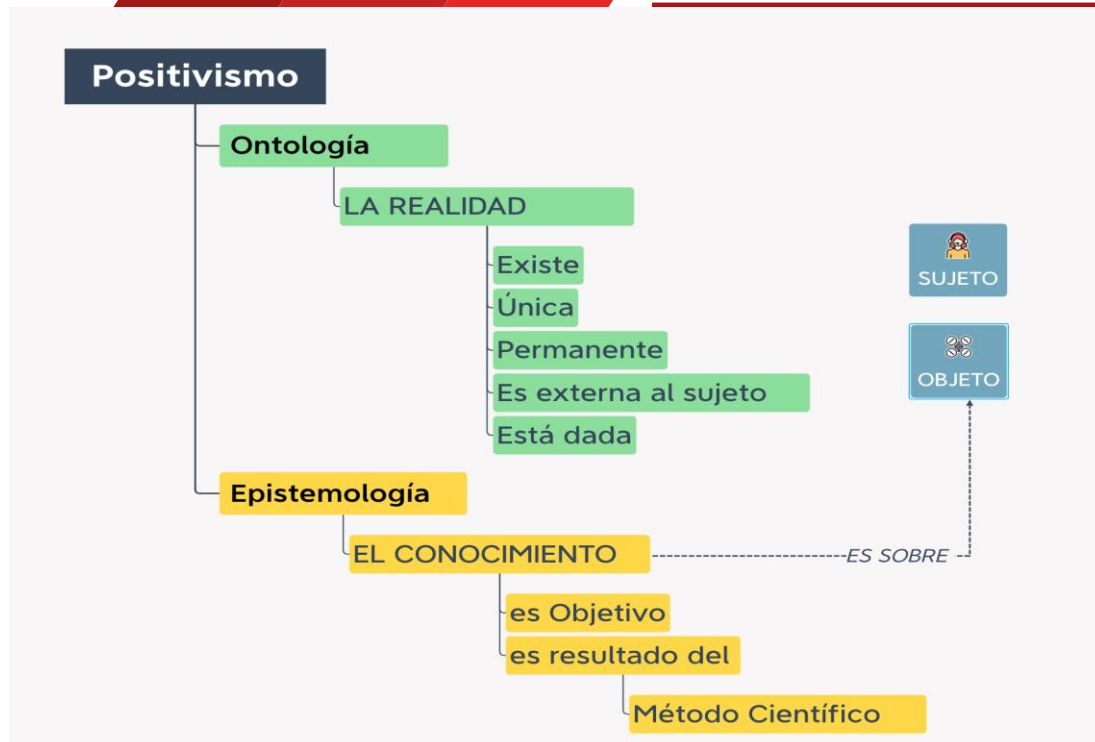 Positivismo
Ontología
LA REALIDAD
Existe
Única
Permanente
Es externa al sujeto
Está dada
SUJETO
OBJETO
Epistemología
EL CONOCIMIENTO
ES SOBRE
es Objetivo
es resultado del
Método Científico